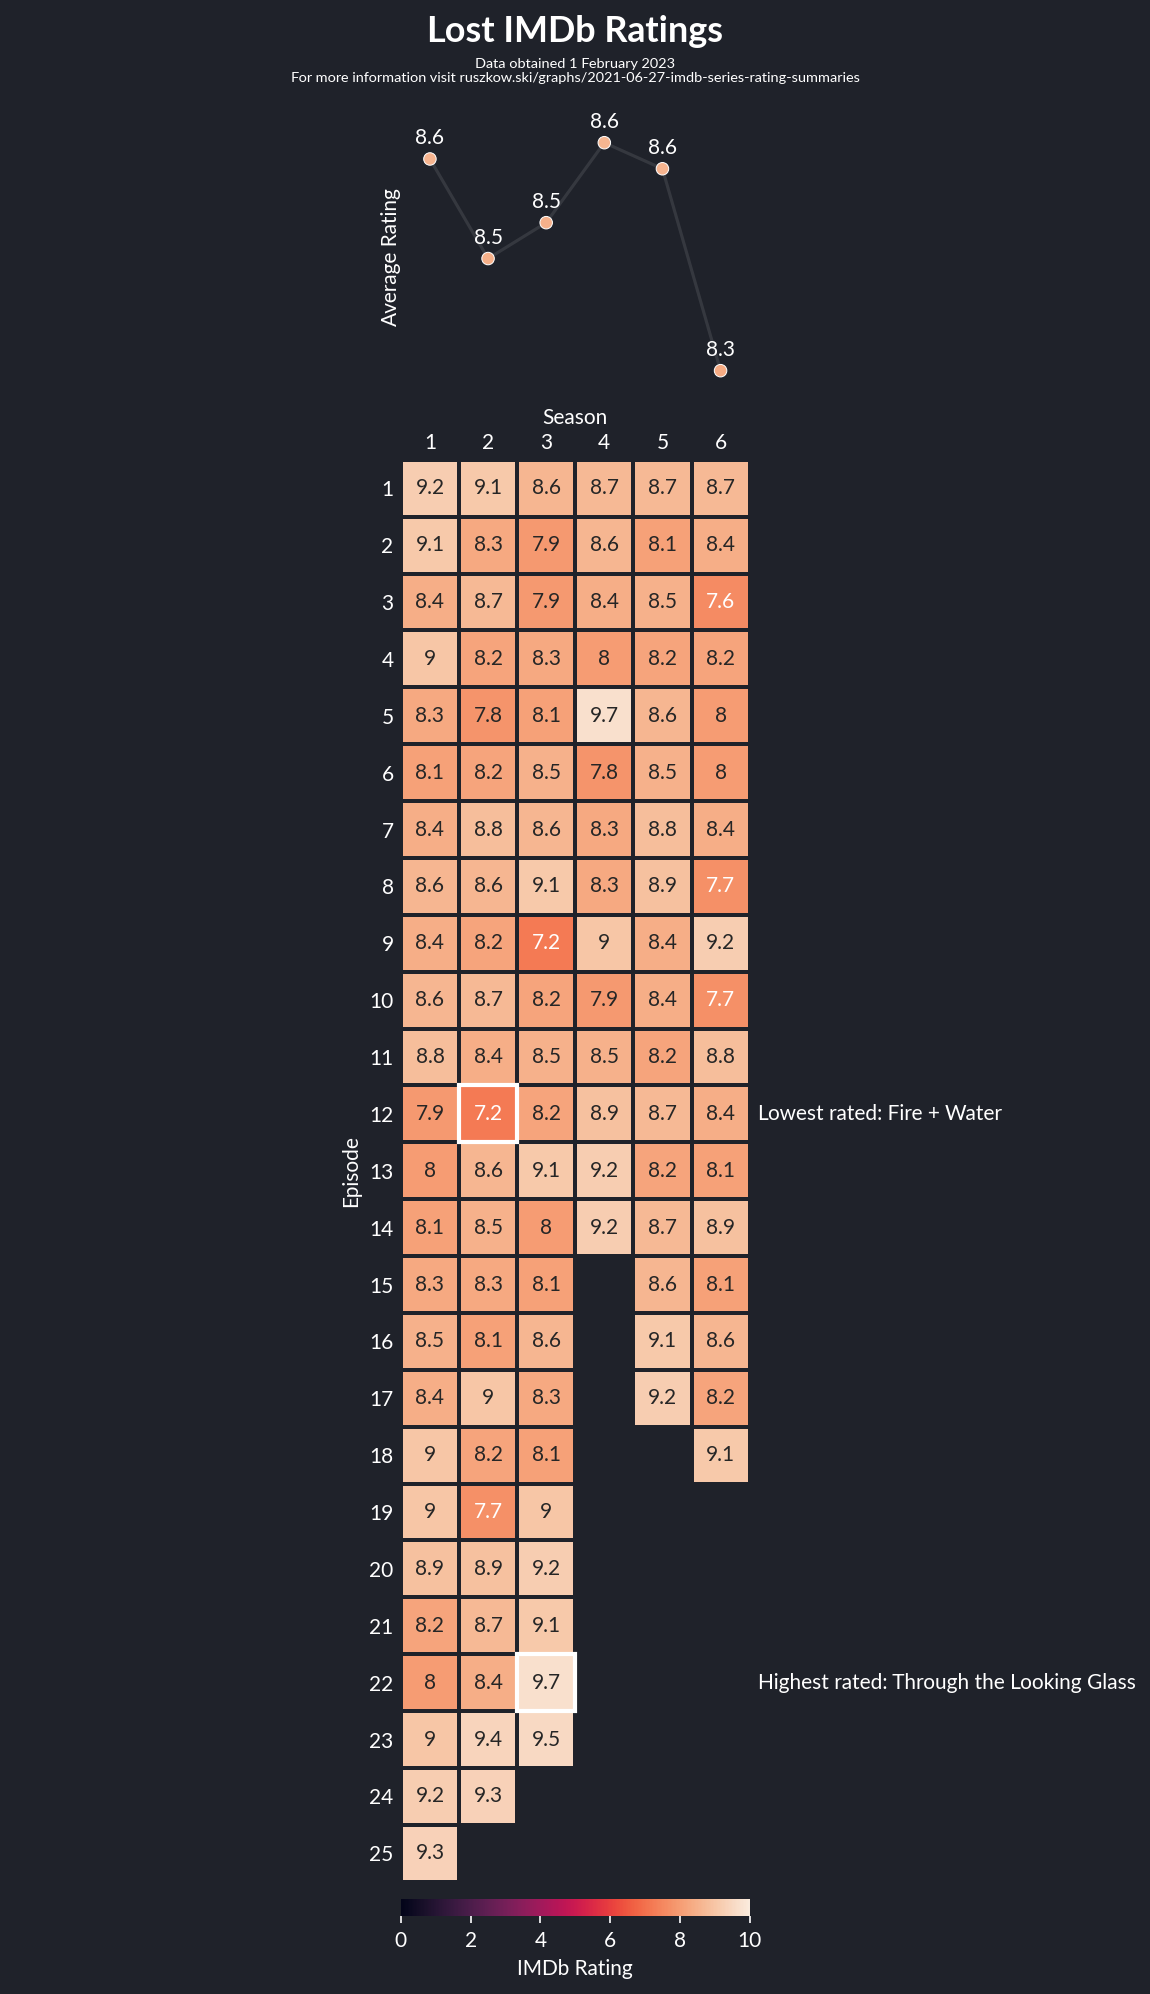 Lost IMDb Ratings
Data obtained 1 February 2023
For more information visit ruszkow.ski/graphs/2021-06-27-imdb-series-rating-summaries
8.6
8.6
8.6
8.5
8.5
Average Rating
8.3
Season
1 2 3 4 5 6
1 9.2 9.1 8.6 8.7 8.7 8.7
2 9.1 8.3 7.9 8.6 8.1 8.4
3 8.4 8.7 7.9 8.4 8.5 7.6
4 9 8.2 8.3 8 8.2 8.2
5 8.3 7.8 8.1 9.7 8.6 8
6 8.1 8.2 8.5 7.8 8.5 8
7 8.4 8.8 8.6 8.3 8.8 8.4
8 8.6 8.6 9.1 8.3 8.9 7.7
9 8.4 8.2 7.2 9 8.4 9.2
10 8.6 8.7 8.2 7.9 8.4 7.7
11 8.8 8.4 8.5 8.5 8.2 8.8
12 7.9 7.2 8.2 8.9 8.7 8.4 Lowest rated: Fire + Water
Episode
13 8 8.6 9.1 9.2 8.2 8.1
14 8.1 8.5 8 9.2 8.7 8.9
15 8.3 8.3 8.1 8.6 8.1
16 8.5 8.1 8.6 9.1 8.6
17 8.4 9 8.3 9.2 8.2
18 9 8.2 8.1 9.1
19 9 7.7 9
20 8.9 8.9 9.2
21 8.2 8.7 9.1
22 8 8.4 9.7 Highest rated: Through the Looking Glass
23 9 9.4 9.5
24 9.2 9.3
25 9.3
0 2 4 6 8 10
IMDb Rating